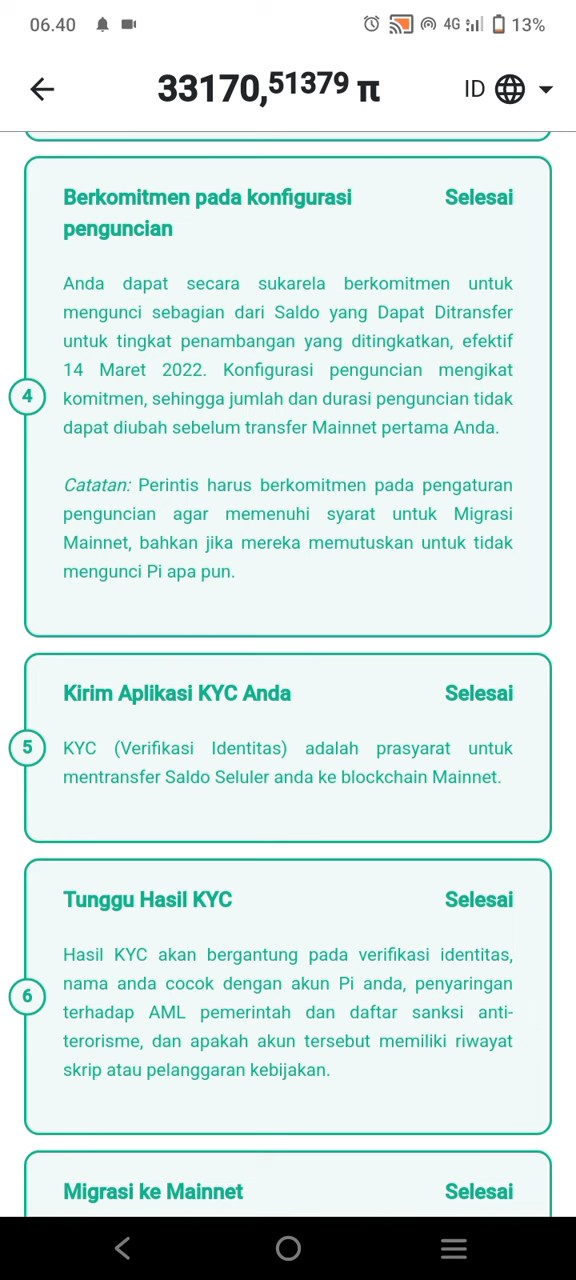 06.40
4G
13%
33170,51379 π
ID
Berkomitmen pada konfigurasi penguncian
Selesai
Anda dapat secara sukarela berkomitmen untuk
mengunci sebagian dari Saldo yang Dapat Ditransfer
untuk tingkat penambangan yang ditingkatkan, efektif
14 Maret 2022. Konfigurasi penguncian mengikat
komitmen, sehingga jumlah dan durasi penguncian tidak
dapat diubah sebelum transfer Mainnet pertama Anda.
4
Catatan: Perintis harus berkomitmen pada pengaturan
penguncian agar memenuhi syarat untuk Migrasi
Mainnet, bahkan jika mereka memutuskan untuk tidak
mengunci Pi apa pun.
Kirim Aplikasi KYC Anda
Selesai
5
KYC (Verifikasi Identitas) adalah prasyarat untuk
mentransfer Saldo Seluler anda ke blockchain Mainnet.
Tunggu Hasil KYC
Selesai
6
Hasil KYC akan bergantung pada verifikasi identitas,
nama anda cocok dengan akun Pi anda, penyaringan
terhadap AML pemerintah dan daftar sanksi anti-
terorisme, dan apakah akun tersebut memiliki riwayat
skrip atau pelanggaran kebijakan.
Migrasi ke Mainnet
Selesai